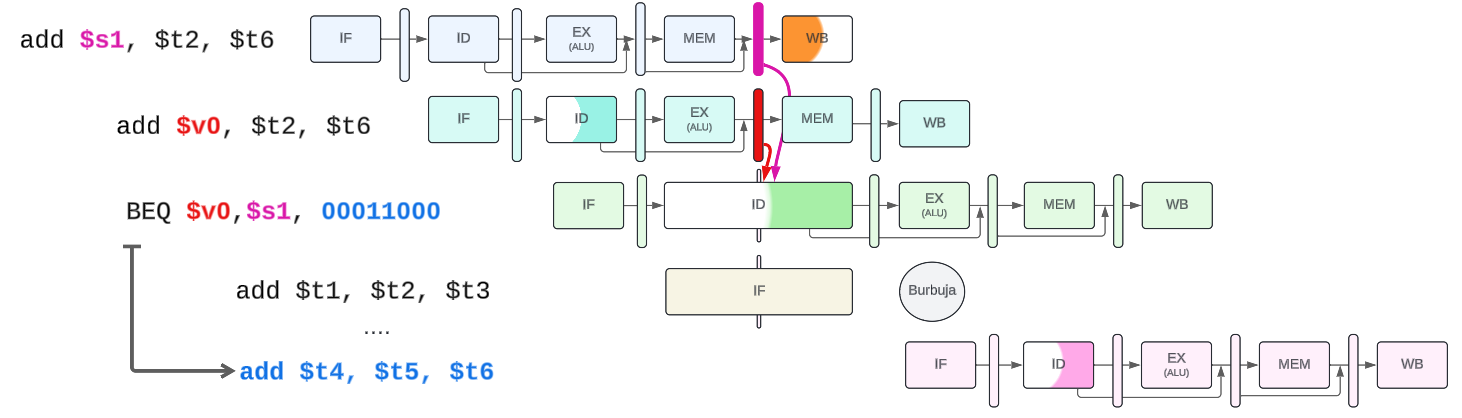 add $s1, $t2, $t6 IF ID EX (ALU) MEM WB
add $v0, $t2, $t6 IF ID EX (ALU) MEM WB
BEQ $v0,$s1, 00011000 IF ID EX (ALU) MEM WB
add $t1, $t2, $t3 IF Burbuja
....
add $t4, $t5, $t6 IF ID EX (ALU) MEM WB